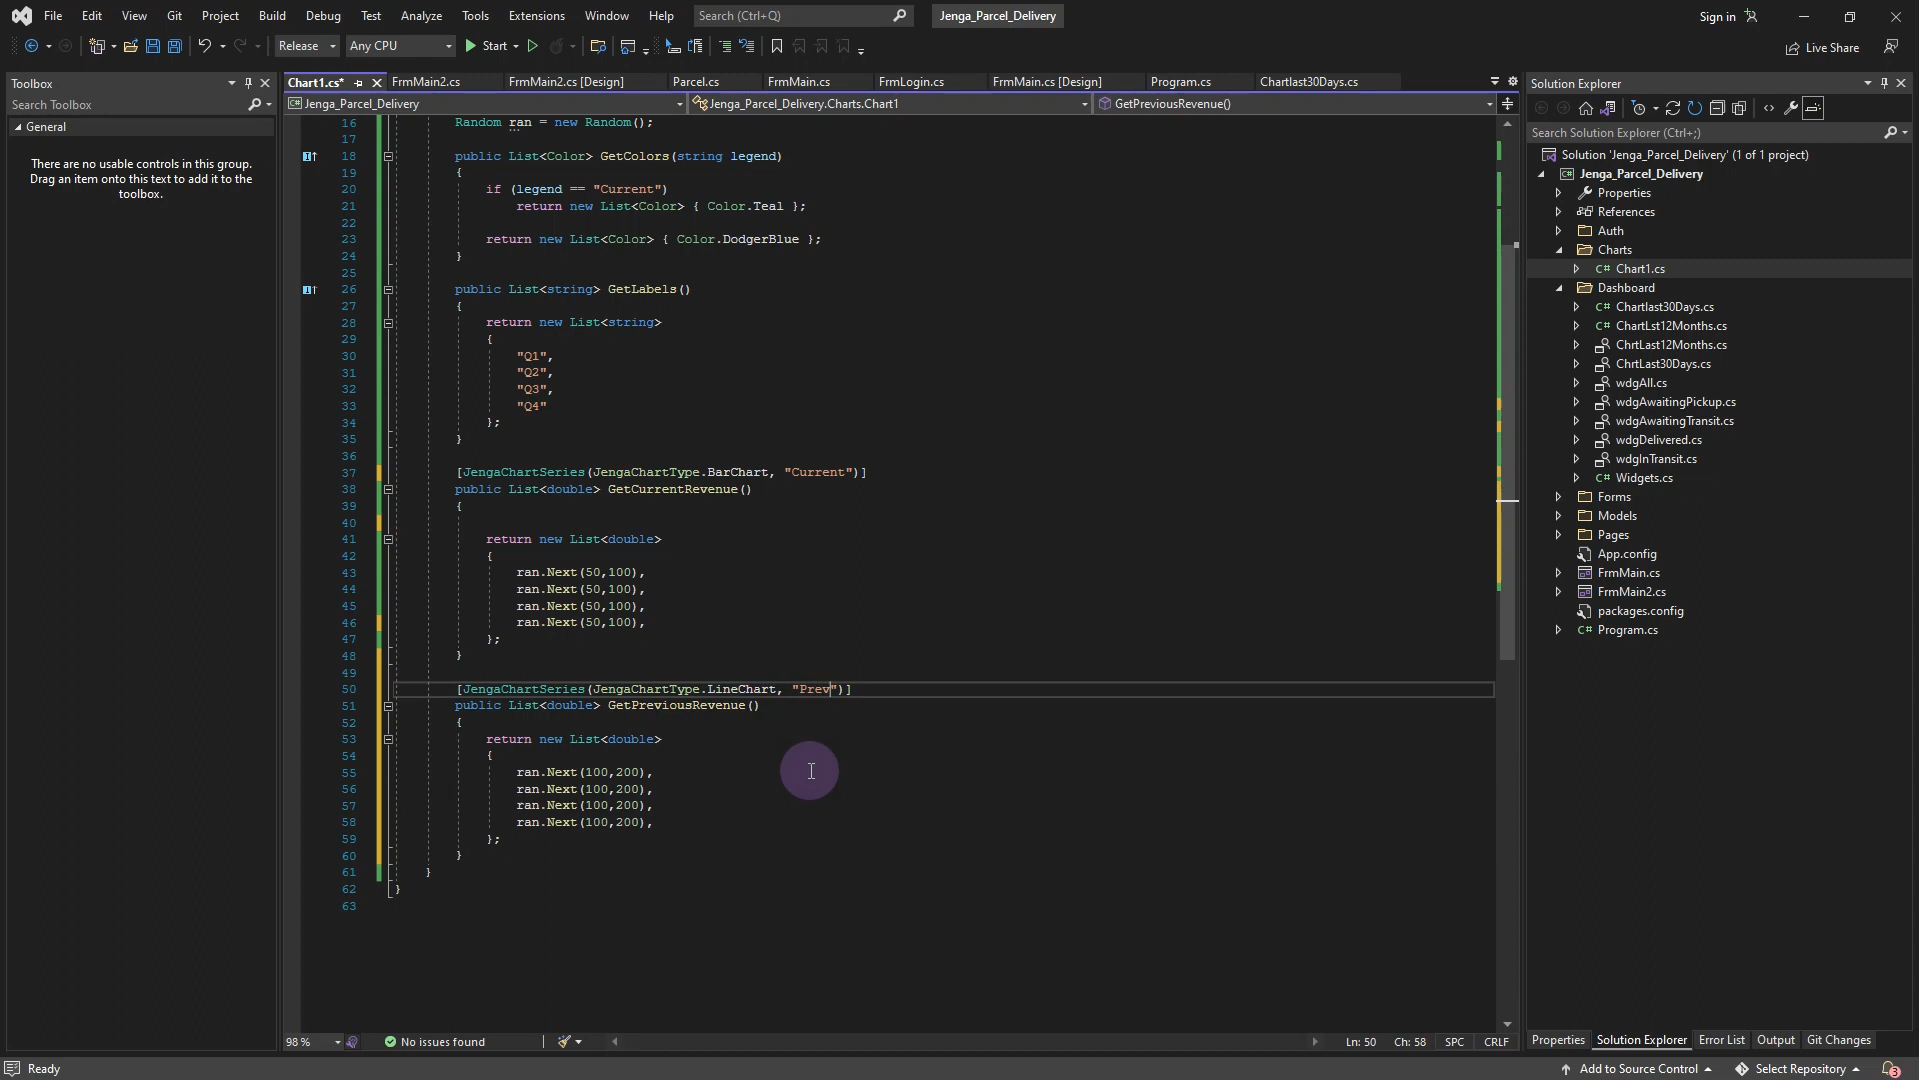 File Edit View Git Project Build Debug Test Analyze Tools Extensions Window Help Search (Ctrl+Q) Jenga_Parcel_Delivery Sign in
Release Any CPU Start Live Share
Toolbox
Search Toolbox
General
There are no usable controls in this group.
Drag an item onto this text to add it to the
toolbox.
Chart1.cs* FrmMain2.cs FrmMain2.cs [Design] Parcel.cs FrmMain.cs FrmLogin.cs FrmMain.cs [Design] Program.cs Chartlast30Days.cs
Jenga_Parcel_Delivery Jenga_Parcel_Delivery.Charts.Chart1 GetPreviousRevenue()
16 Random ran = new Random();
17
18 public List<Color> GetColors(string legend)
19 {
20 if (legend == "Current")
21 return new List<Color> { Color.Teal };
22
23 return new List<Color> { Color.DodgerBlue };
24 }
25
26 public List<string> GetLabels()
27 {
28 return new List<string>
29 {
30 "Q1",
31 "Q2",
32 "Q3",
33 "Q4"
34 };
35 }
36
37 [JengaChartSeries(JengaChartType.BarChart, "Current")]
38 public List<double> GetCurrentRevenue()
39 {
40
41 return new List<double>
42 {
43 ran.Next(50,100),
44 ran.Next(50,100),
45 ran.Next(50,100),
46 ran.Next(50,100),
47 };
48 }
49
50 [JengaChartSeries(JengaChartType.LineChart, "Prev")]
51 public List<double> GetPreviousRevenue()
52 {
53 return new List<double>
54 {
55 ran.Next(100,200),
56 ran.Next(100,200),
57 ran.Next(100,200),
58 ran.Next(100,200),
59 };
60 }
61 }
62 }
63
98 % No issues found Ln: 50 Ch: 58 SPC CRLF
Solution Explorer
Search Solution Explorer (Ctrl+;)
Solution 'Jenga_Parcel_Delivery' (1 of 1 project)
Jenga_Parcel_Delivery
Properties
References
Auth
Charts
C# Chart1.cs
Dashboard
C# Chartlast30Days.cs
C# ChartLst12Months.cs
ChrtLast12Months.cs
ChrtLast30Days.cs
wdgAll.cs
wdgAwaitingPickup.cs
wdgAwaitingTransit.cs
wdgDelivered.cs
wdgInTransit.cs
C# Widgets.cs
Forms
Models
Pages
App.config
FrmMain.cs
FrmMain2.cs
packages.config
C# Program.cs
Properties Solution Explorer Error List Output Git Changes
Ready Add to Source Control Select Repository 3